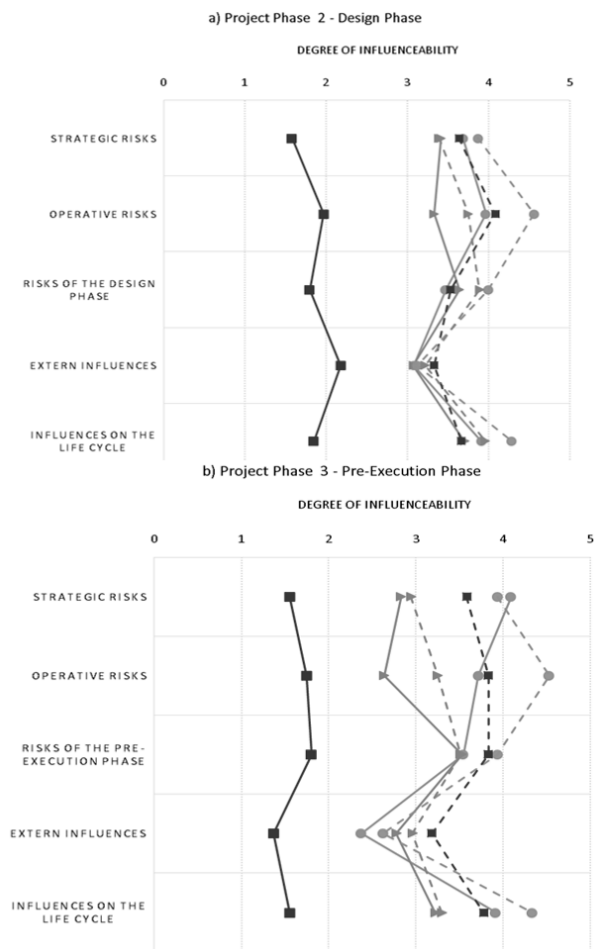 a) Project Phase 2 - Design Phase
DEGREE OF INFLUENCEABILITY
0 1 2 3 4 5
STRATEGIC RISKS
OPERATIVE RISKS
RISKS OF THE DESIGN
PHASE
EXTERN INFLUENCES
INFLUENCES ON THE
LIFE CYCLE
b) Project Phase 3 - Pre-Execution Phase
DEGREE OF INFLUENCEABILITY
0 1 2 3 4 5
STRATEGIC RISKS
OPERATIVE RISKS
RISKS OF THE PRE-
EXECUTION PHASE
EXTERN INFLUENCES
INFLUENCES ON THE
LIFE CYCLE